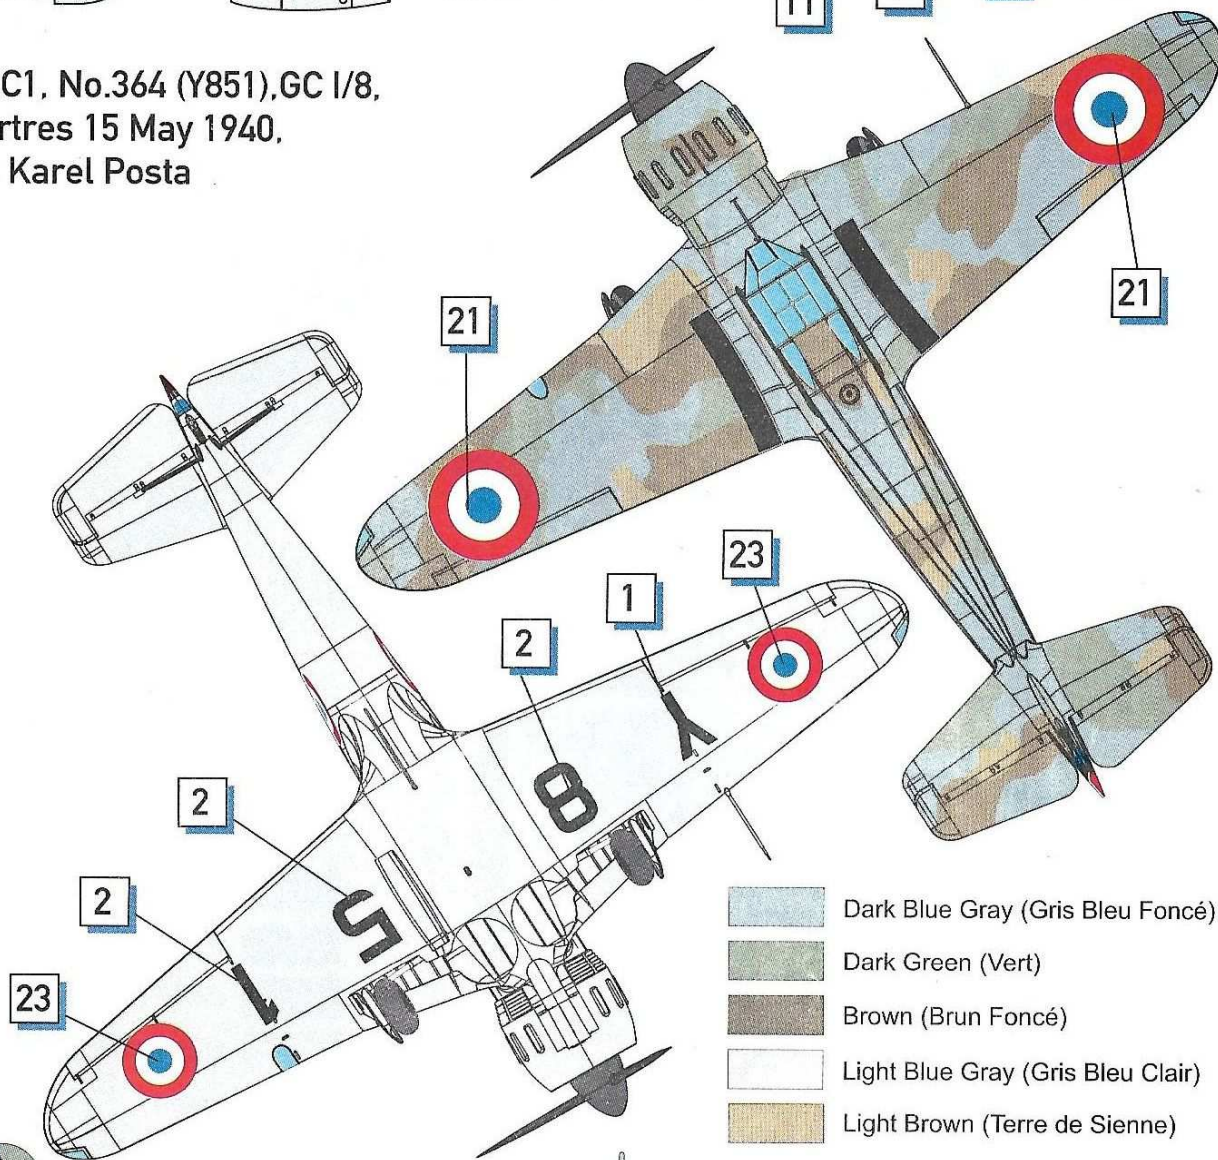 11
C1, No.364 (Y851),GC I/8,
rtres 15 May 1940,
Karel Posta
21
21
23
1
2
2
2
23
Y
8
5
1
Dark Blue Gray (Gris Bleu Foncé)
Dark Green (Vert)
Brown (Brun Foncé)
Light Blue Gray (Gris Bleu Clair)
Light Brown (Terre de Sienne)